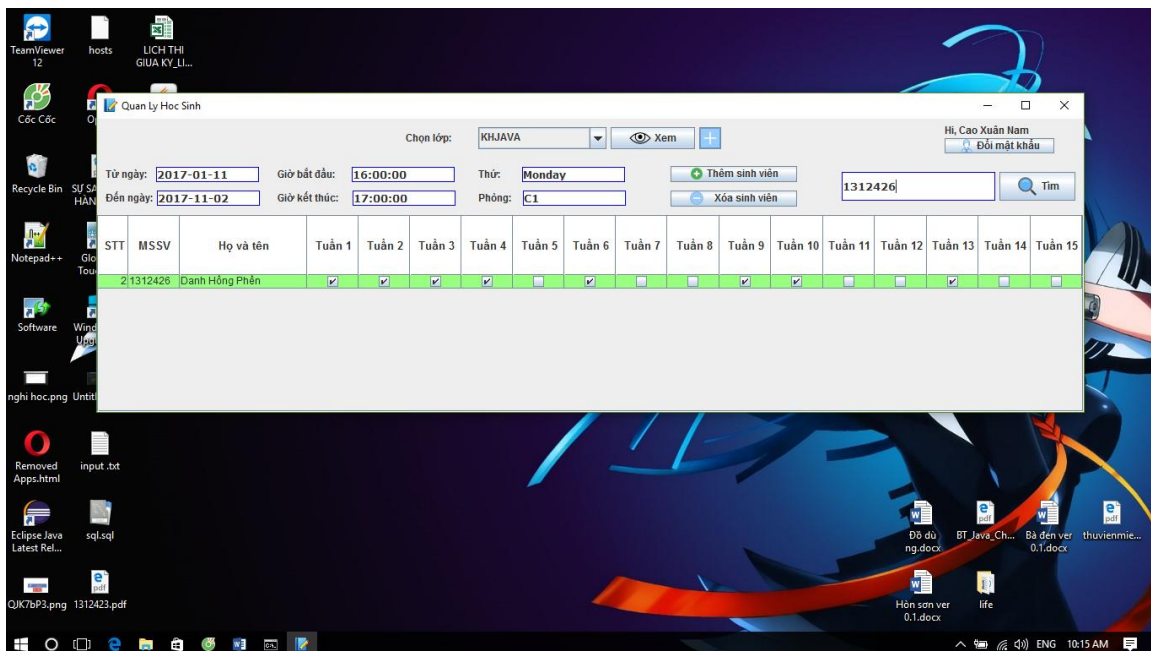 TeamViewer 12
hosts
LICH THI GIUA KY_LI...
Cốc Cốc
Recycle Bin
Notepad++
Software
nghi hoc.png
Removed Apps.html
input .txt
Eclipse Java Latest Rel...
sql.sql
QJK7bP3.png
1312423.pdf
Quan Ly Hoc Sinh
Chọn lớp: KHJAVA Xem
Hi, Cao Xuân Nam
Đổi mật khẩu
Từ ngày: 2017-01-11 Giờ bắt đầu: 16:00:00 Thứ: Monday Thêm sinh viên
1312426 Tìm
Đến ngày: 2017-11-02 Giờ kết thúc: 17:00:00 Phòng: C1 Xóa sinh viên
STT MSSV Họ và tên Tuần 1 Tuần 2 Tuần 3 Tuần 4 Tuần 5 Tuần 6 Tuần 7 Tuần 8 Tuần 9 Tuần 10 Tuần 11 Tuần 12 Tuần 13 Tuần 14 Tuần 15
2 1312426 Danh Hồng Phến
Đồ dù ng.docx
BT_Java_Ch...
Bà đen ver 0.1.docx
thuvienmie...
Hòn sơn ver 0.1.docx
life
ENG 10:15 AM